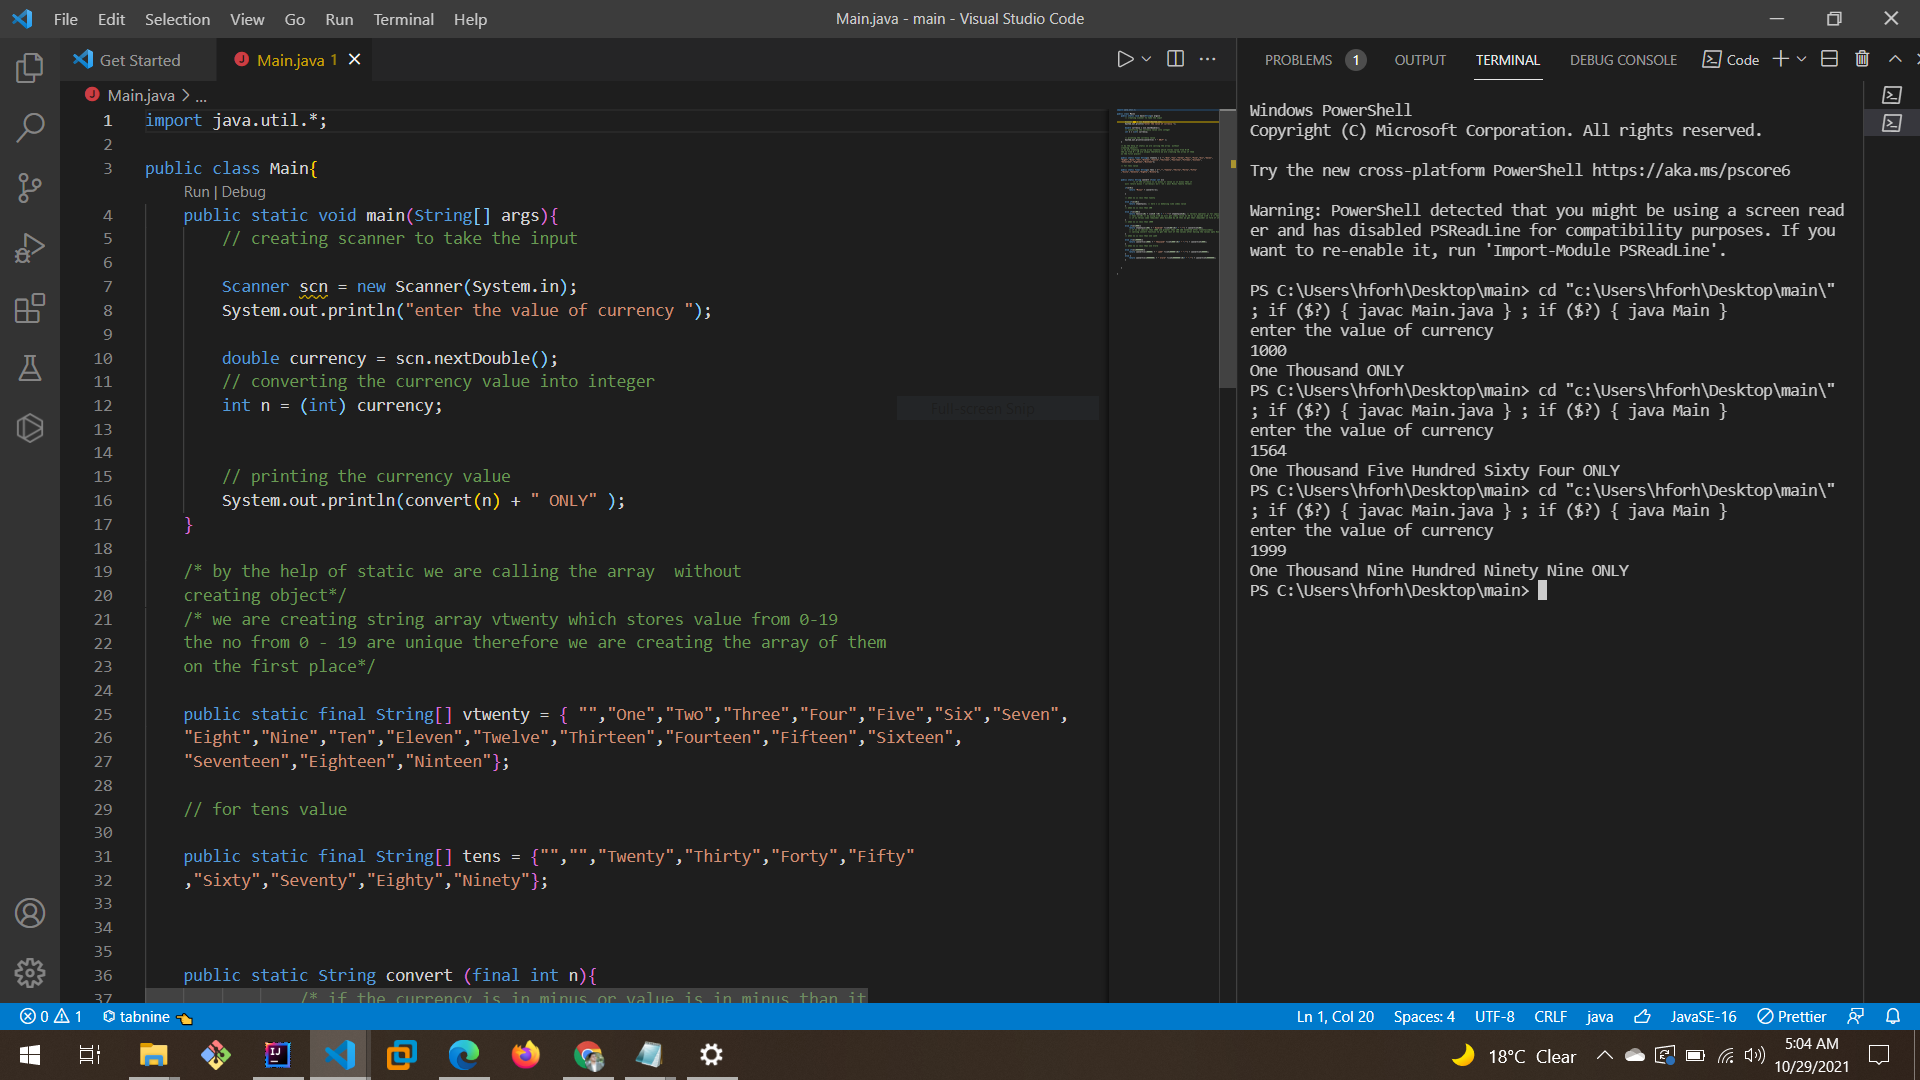 File Edit Selection View Go Run Terminal Help
Main.java - main - Visual Studio Code
Get Started
Main.java 1
Main.java > ...
1 import java.util.*;
2
3 public class Main{
Run | Debug
4 public static void main(String[] args){
5 // creating scanner to take the input
6
7 Scanner scn = new Scanner(System.in);
8 System.out.println("enter the value of currency ");
9
10 double currency = scn.nextDouble();
11 // converting the currency value into integer
12 int n = (int) currency;
Full-screen Snip
13
14
15 // printing the currency value
16 System.out.println(convert(n) + " ONLY" );
17 }
18
19 /* by the help of static we are calling the array  without
20 creating object*/
21 /* we are creating string array vtwenty which stores value from 0-19
22 the no from 0 - 19 are unique therefore we are creating the array of them
23 on the first place*/
24
25 public static final String[] vtwenty = { "","One","Two","Three","Four","Five","Six","Seven",
26 "Eight","Nine","Ten","Eleven","Twelve","Thirteen","Fourteen","Fifteen","Sixteen",
27 "Seventeen","Eighteen","Ninteen"};
28
29 // for tens value
30
31 public static final String[] tens = {"","","Twenty","Thirty","Forty","Fifty"
32 ,"Sixty","Seventy","Eighty","Ninety"};
33
34
35
36 public static String convert (final int n){
37 /* if the currency is in minus or value is in minus than it
PROBLEMS 1 OUTPUT TERMINAL DEBUG CONSOLE Code
Windows PowerShell
Copyright (C) Microsoft Corporation. All rights reserved.
Try the new cross-platform PowerShell https://aka.ms/pscore6
Warning: PowerShell detected that you might be using a screen read
er and has disabled PSReadLine for compatibility purposes. If you
want to re-enable it, run 'Import-Module PSReadLine'.
PS C:\Users\hforh\Desktop\main> cd "c:\Users\hforh\Desktop\main\"
; if ($?) { javac Main.java } ; if ($?) { java Main }
enter the value of currency
1000
One Thousand ONLY
PS C:\Users\hforh\Desktop\main> cd "c:\Users\hforh\Desktop\main\"
; if ($?) { javac Main.java } ; if ($?) { java Main }
enter the value of currency
1564
One Thousand Five Hundred Sixty Four ONLY
PS C:\Users\hforh\Desktop\main> cd "c:\Users\hforh\Desktop\main\"
; if ($?) { javac Main.java } ; if ($?) { java Main }
enter the value of currency
1999
One Thousand Nine Hundred Ninety Nine ONLY
PS C:\Users\hforh\Desktop\main>
0 1 tabnine
Ln 1, Col 20 Spaces: 4 UTF-8 CRLF java JavaSE-16 Prettier
18°C Clear
5:04 AM
10/29/2021